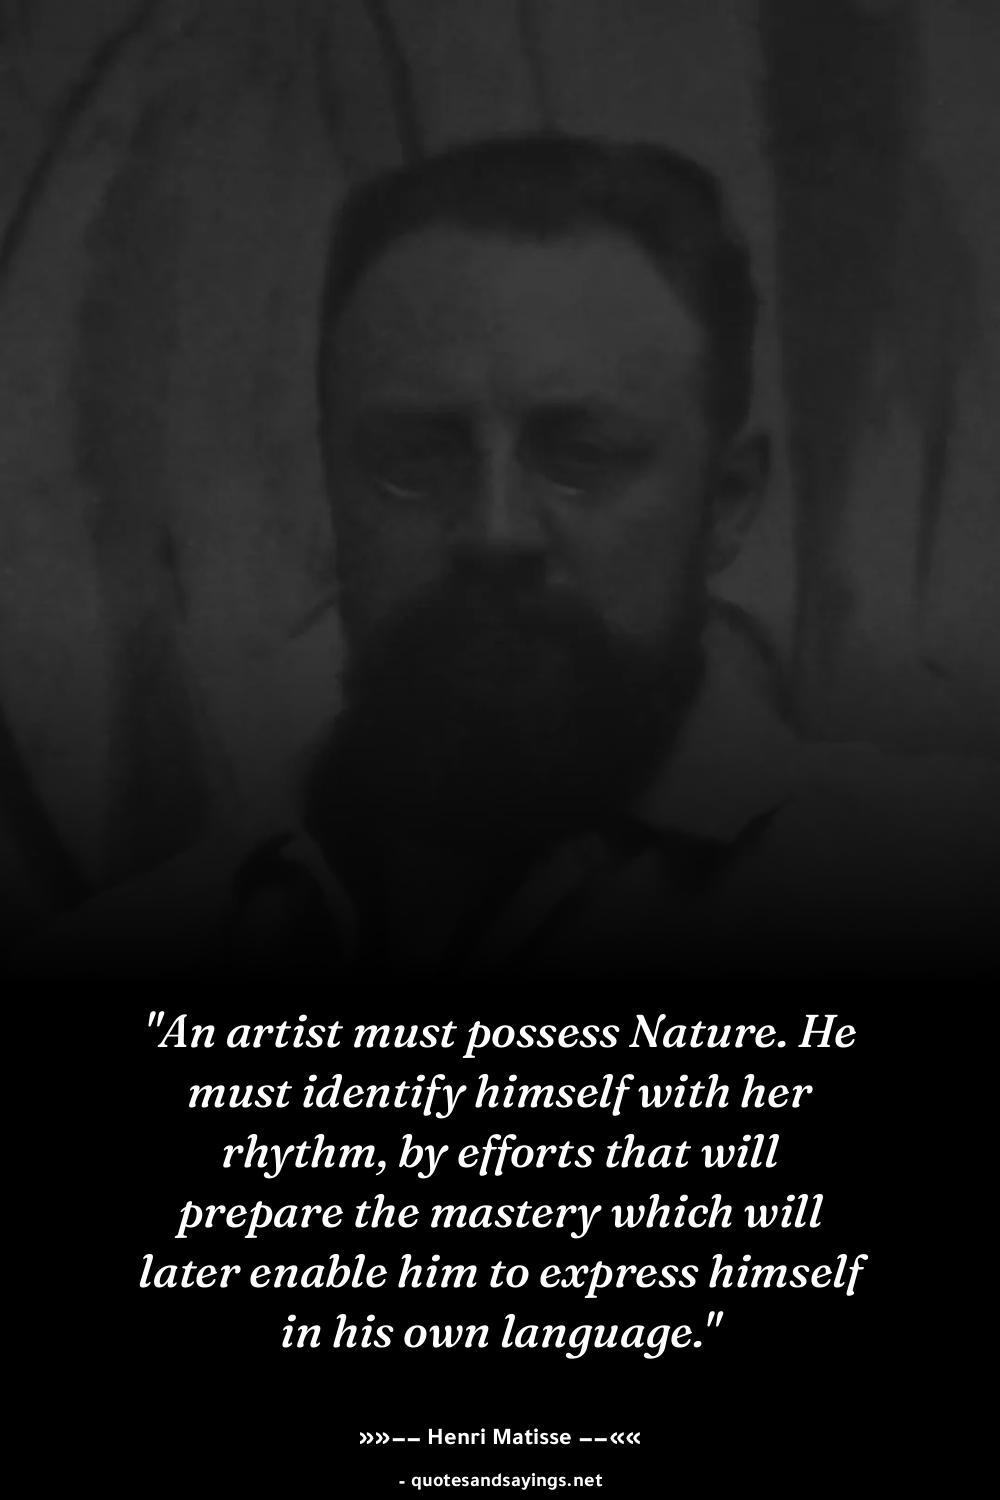 "An artist must possess Nature. He
must identify himself with her
rhythm, by efforts that will
prepare the mastery which will
later enable him to express himself
in his own language."
»»–– Henri Matisse ––««
- quotesandsayings.net